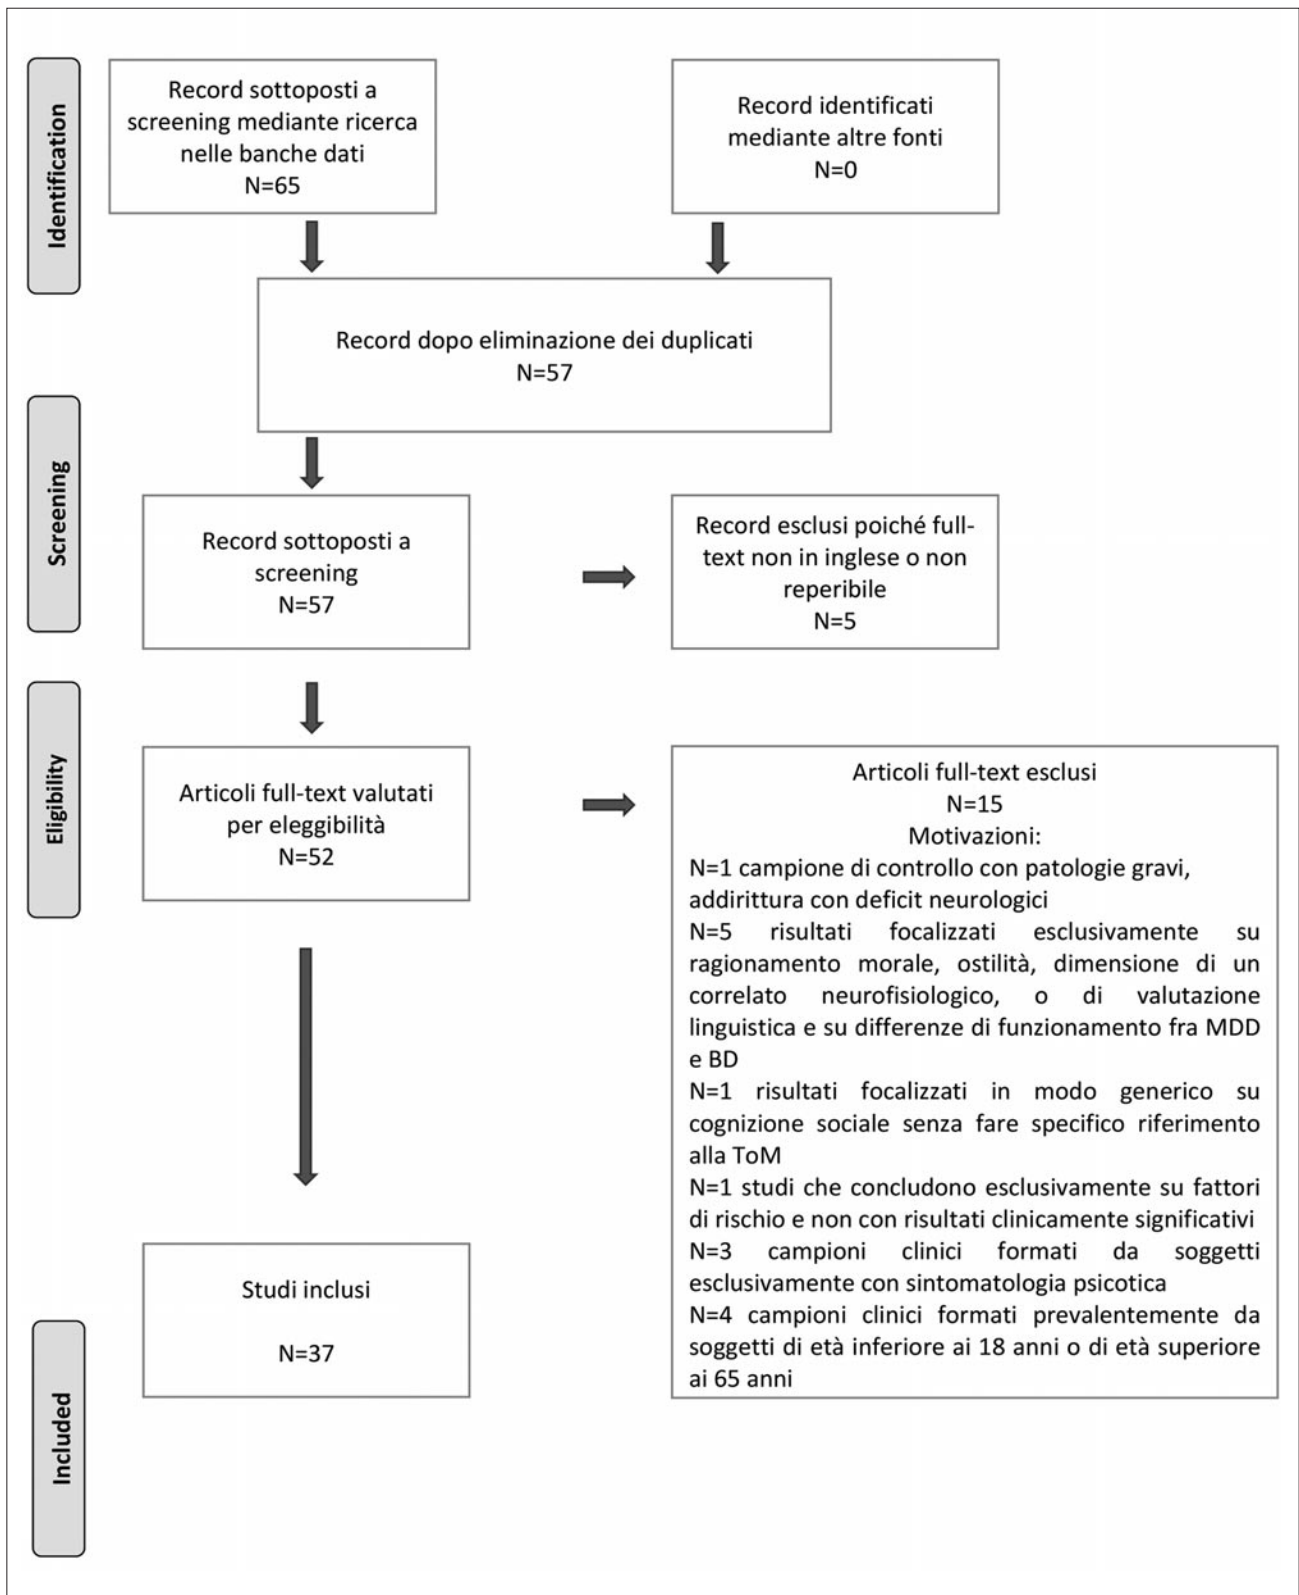 Identification
Record sottoposti a
screening mediante ricerca
nelle banche dati
N=65
Record identificati
mediante altre fonti
N=0
Record dopo eliminazione dei duplicati
N=57
Screening
Record sottoposti a
screening
N=57
Record esclusi poiché full-
text non in inglese o non
reperibile
N=5
Eligibility
Articoli full-text valutati
per eleggibilità
N=52
Articoli full-text esclusi
N=15
Motivazioni:
N=1 campione di controllo con patologie gravi,
addirittura con deficit neurologici
N=5 risultati focalizzati esclusivamente su
ragionamento morale, ostilità, dimensione di un
correlato neurofisiologico, o di valutazione
linguistica e su differenze di funzionamento fra MDD
e BD
N=1 risultati focalizzati in modo generico su
cognizione sociale senza fare specifico riferimento
alla ToM
N=1 studi che concludono esclusivamente su fattori
di rischio e non con risultati clinicamente significativi
N=3 campioni clinici formati da soggetti
esclusivamente con sintomatologia psicotica
N=4 campioni clinici formati prevalentemente da
soggetti di età inferiore ai 18 anni o di età superiore
ai 65 anni
Included
Studi inclusi
N=37